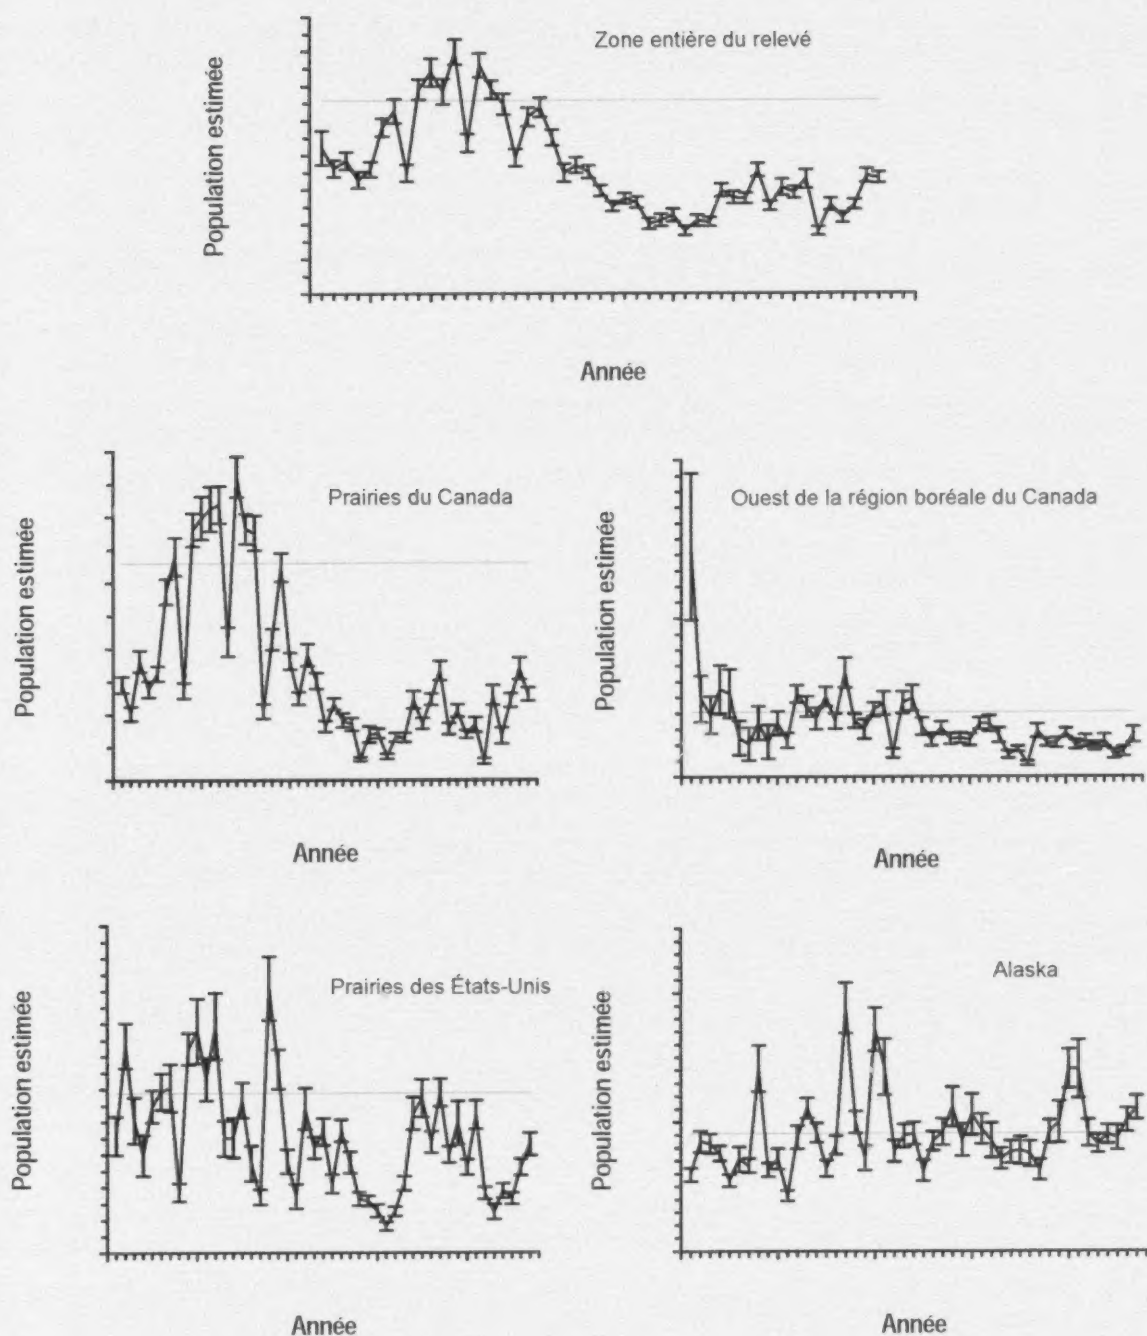 Zone entière du relevé
Population estimée
Année
Prairies du Canada
Population estimée
Année
Ouest de la région boréale du Canada
Population estimée
Année
Prairies des États-Unis
Population estimée
Année
Alaska
Population estimée
Année